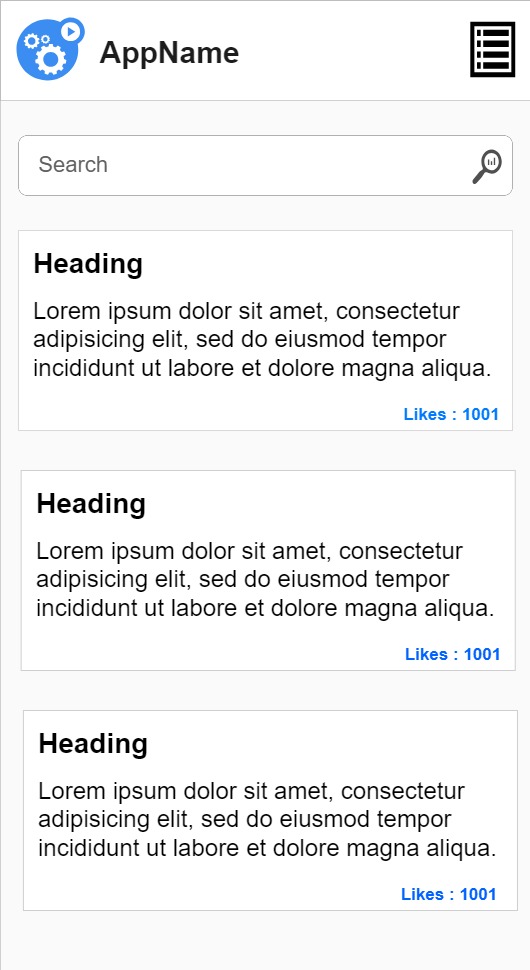 AppName
Search
Heading
Lorem ipsum dolor sit amet, consectetur
adipisicing elit, sed do eiusmod tempor
incididunt ut labore et dolore magna aliqua.
Likes : 1001
Heading
Lorem ipsum dolor sit amet, consectetur
adipisicing elit, sed do eiusmod tempor
incididunt ut labore et dolore magna aliqua.
Likes : 1001
Heading
Lorem ipsum dolor sit amet, consectetur
adipisicing elit, sed do eiusmod tempor
incididunt ut labore et dolore magna aliqua.
Likes : 1001